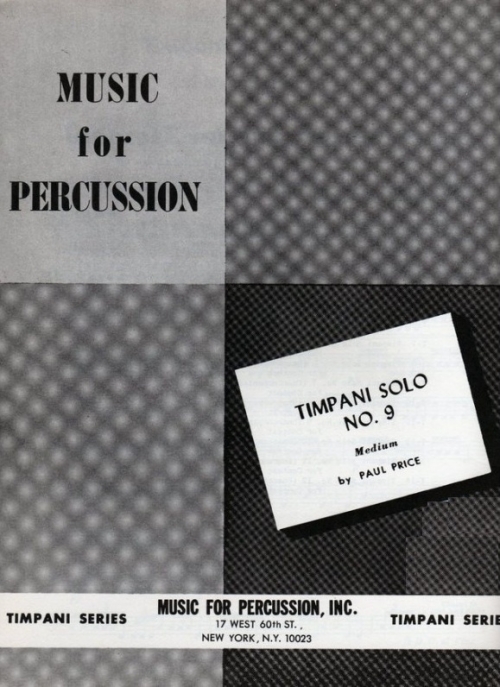 MUSIC
for
PERCUSSION
TIMPANI SOLO
NO. 9
Medium
by PAUL PRICE
TIMPANI SERIES
MUSIC FOR PERCUSSION, INC.
17 WEST 60th ST.,
NEW YORK, N.Y. 10023
TIMPANI SERIE